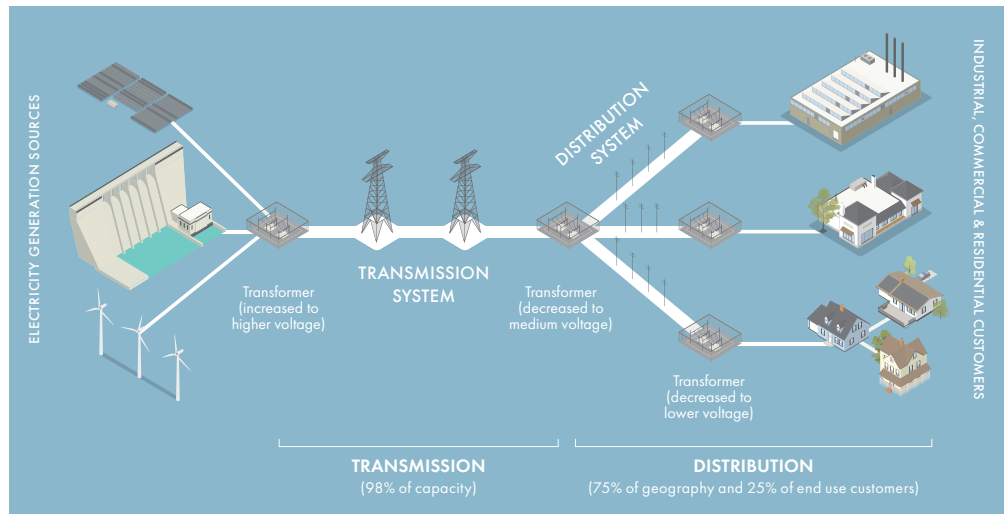 ELECTRICITY GENERATION SOURCES
Transformer
(increased to
higher voltage)
TRANSMISSION
SYSTEM
Transformer
(decreased to
medium voltage)
DISTRIBUTION
SYSTEM
Transformer
(decreased to
lower voltage)
INDUSTRIAL, COMMERCIAL & RESIDENTIAL CUSTOMERS
TRANSMISSION
(98% of capacity)
DISTRIBUTION
(75% of geography and 25% of end use customers)